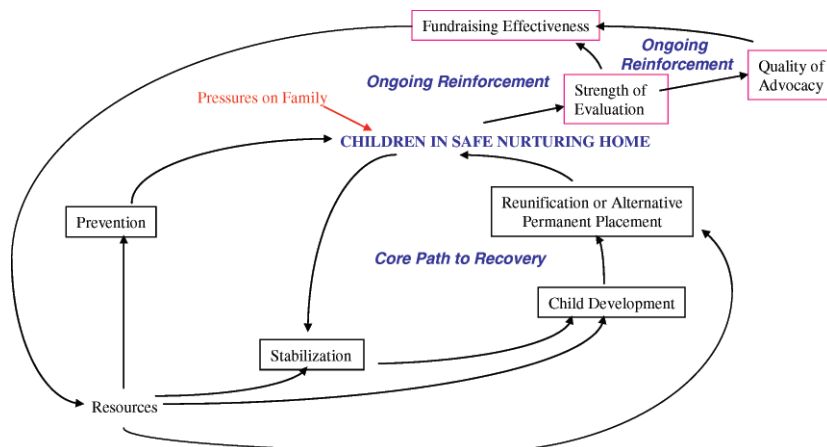 Fundraising Effectiveness
Ongoing
Reinforcement
Ongoing Reinforcement
Quality of
Advocacy
Strength of
Evaluation
Pressures on Family
CHILDREN IN SAFE NURTURING HOME
Reunification or Alternative
Permanent Placement
Prevention
Core Path to Recovery
Child Development
Stabilization
Resources